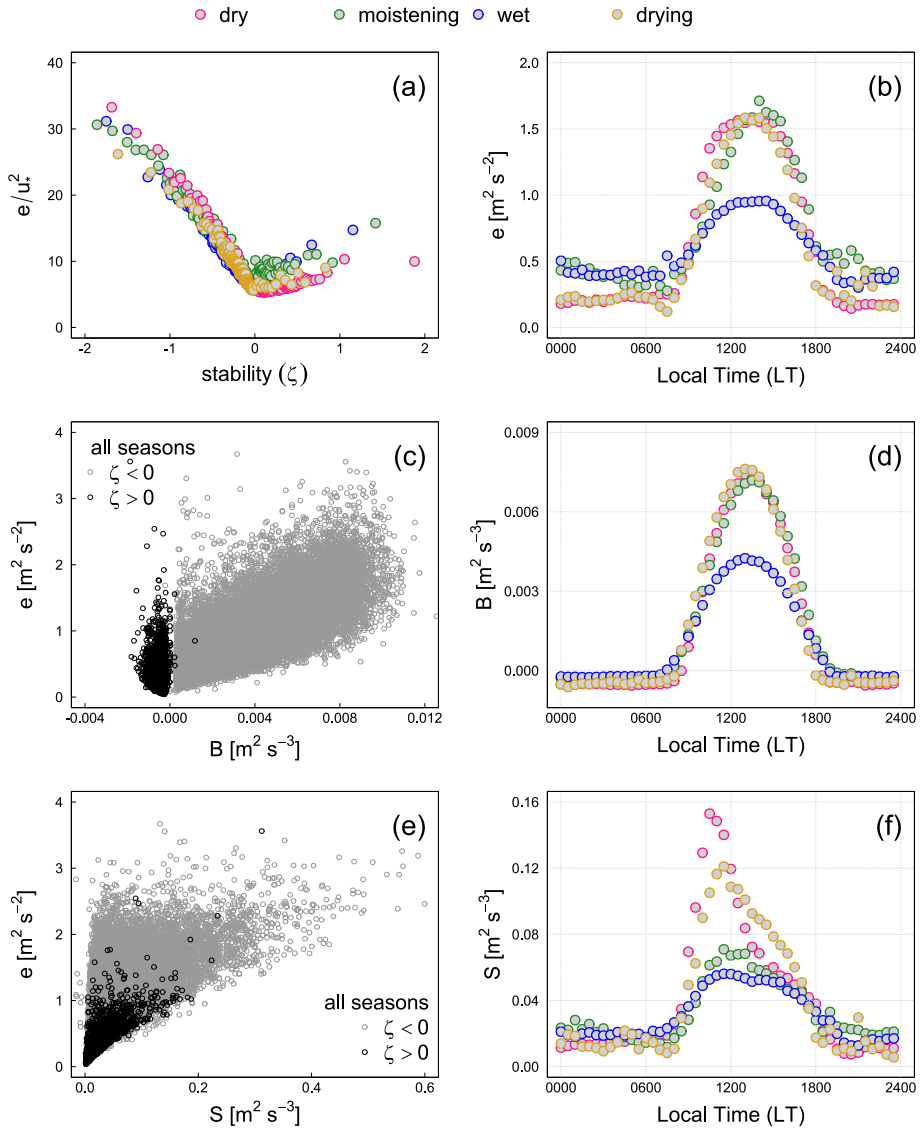 dry moistening wet drying
(a)
e/u²*
0 10 20 30 40
-2 -1 0 1 2
stability (ζ)
(b)
e [m² s⁻²]
0.0 0.5 1.0 1.5 2.0
0000 0600 1200 1800 2400
Local Time (LT)
(c)
all seasons
ζ < 0
ζ > 0
e [m² s⁻²]
0 1 2 3 4
-0.004 0.000 0.004 0.008 0.012
B [m² s⁻³]
(d)
B [m² s⁻³]
0.000 0.003 0.006 0.009
0000 0600 1200 1800 2400
Local Time (LT)
(e)
all seasons
ζ < 0
ζ > 0
e [m² s⁻²]
0 1 2 3 4
0.0 0.2 0.4 0.6
S [m² s⁻³]
(f)
S [m² s⁻³]
0.00 0.04 0.08 0.12 0.16
0000 0600 1200 1800 2400
Local Time (LT)